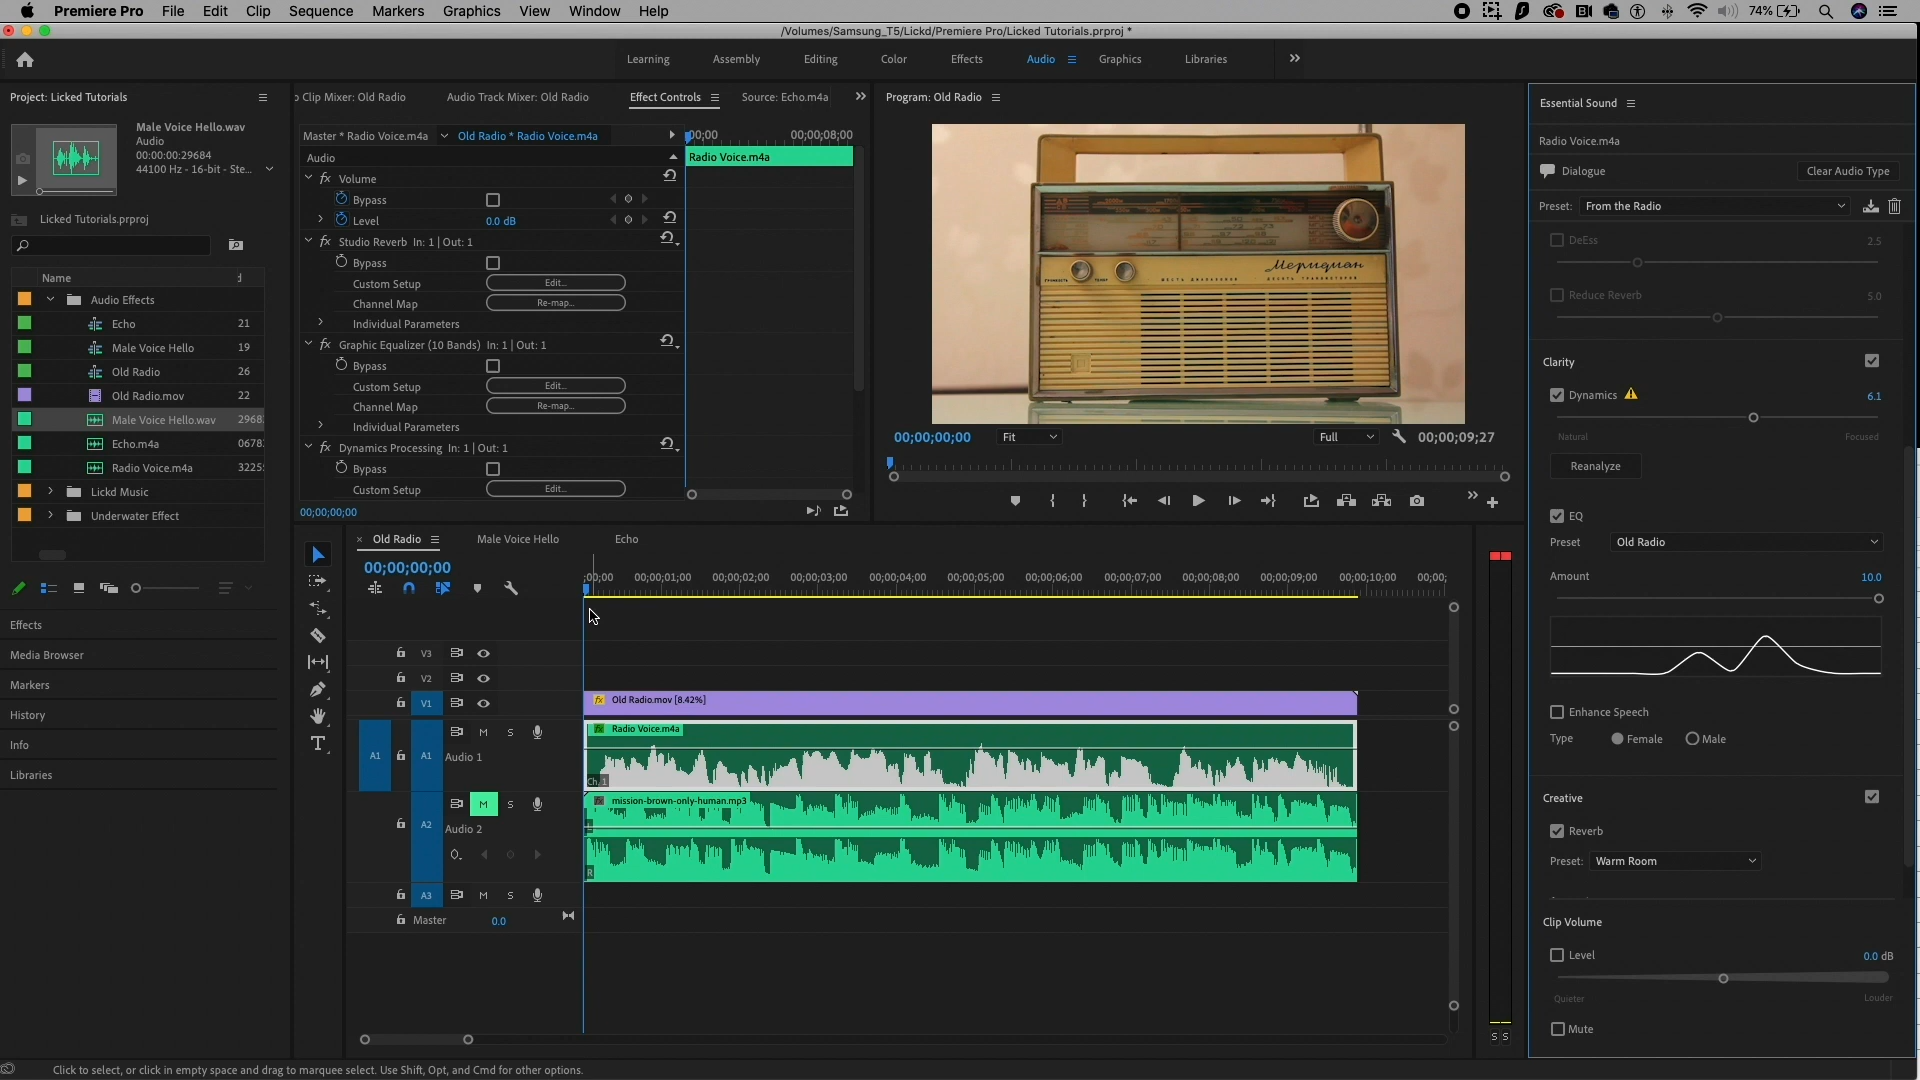 Premiere Pro File Edit Clip Sequence Markers Graphics View Window Help
74%
/Volumes/Samsung_T5/Lickd/Premiere Pro/Licked Tutorials.prproj *
Learning Assembly Editing Color Effects Audio Graphics Libraries
Project: Licked Tutorials
Male Voice Hello.wav
Audio
00:00:00:29684
44100 Hz - 16-bit - Ste...
Licked Tutorials.prproj
Name
Audio Effects
Echo 21
Male Voice Hello 19
Old Radio 26
Old Radio.mov 22
Male Voice Hello.wav 2968
Echo.m4a 0678
Radio Voice.m4a 3225
Lickd Music
Underwater Effect
Effects
Media Browser
Markers
History
Info
Libraries
o Clip Mixer: Old Radio Audio Track Mixer: Old Radio Effect Controls Source: Echo.m4a
Master * Radio Voice.m4a Old Radio * Radio Voice.m4a
:00:00 00:00:08:00
Audio
Radio Voice.m4a
fx Volume
Bypass
Level 0.0 dB
fx Studio Reverb In: 1 | Out: 1
Bypass
Custom Setup Edit...
Channel Map Re-map...
Individual Parameters
fx Graphic Equalizer (10 Bands) In: 1 | Out: 1
Bypass
Custom Setup Edit...
Channel Map Re-map...
Individual Parameters
fx Dynamics Processing In: 1 | Out: 1
Bypass
Custom Setup Edit...
00:00:00:00
Program: Old Radio
Меридиан
00;00;00;00 Fit Full 00;00;09;27
Old Radio Male Voice Hello Echo
00;00;00;00
;00;00 00;00;01;00 00;00;02;00 00;00;03;00 00;00;04;00 00;00;05;00 00;00;06;00 00;00;07;00 00;00;08;00 00;00;09;00 00;00;10;00 00;00;
V3
V2
V1
fx Old Radio.mov [8.42%]
A1 A1 M S
Audio 1
fx Radio Voice.m4a
Ch. 1
A2 M S
Audio 2
fx mission-brown-only-human.mp3
L
R
A3 M S
Master 0.0
S S
Essential Sound
Radio Voice.m4a
Dialogue Clear Audio Type
Preset: From the Radio
DeEss 2.5
Reduce Reverb 5.0
Clarity
Dynamics 6.1
Natural Focused
Reanalyze
EQ
Preset Old Radio
Amount 10.0
Enhance Speech
Type Female Male
Creative
Reverb
Preset: Warm Room
Clip Volume
Level 0.0 dB
Quieter Louder
Mute
Click to select, or click in empty space and drag to marquee select. Use Shift, Opt, and Cmd for other options.